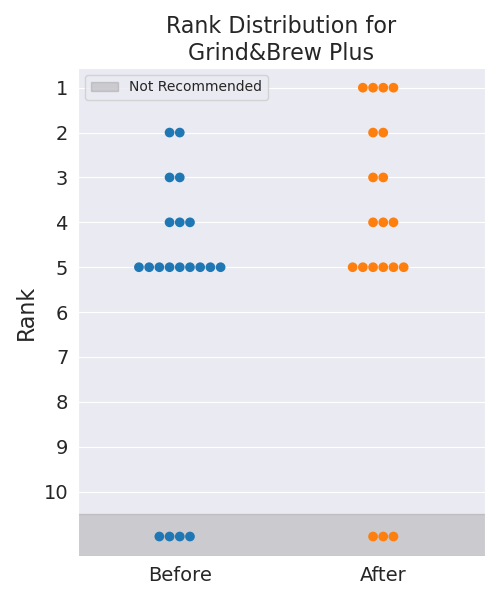 Rank Distribution for
Grind&Brew Plus
Not Recommended
1
2
3
4
5
6
7
8
9
10
Rank
Before
After